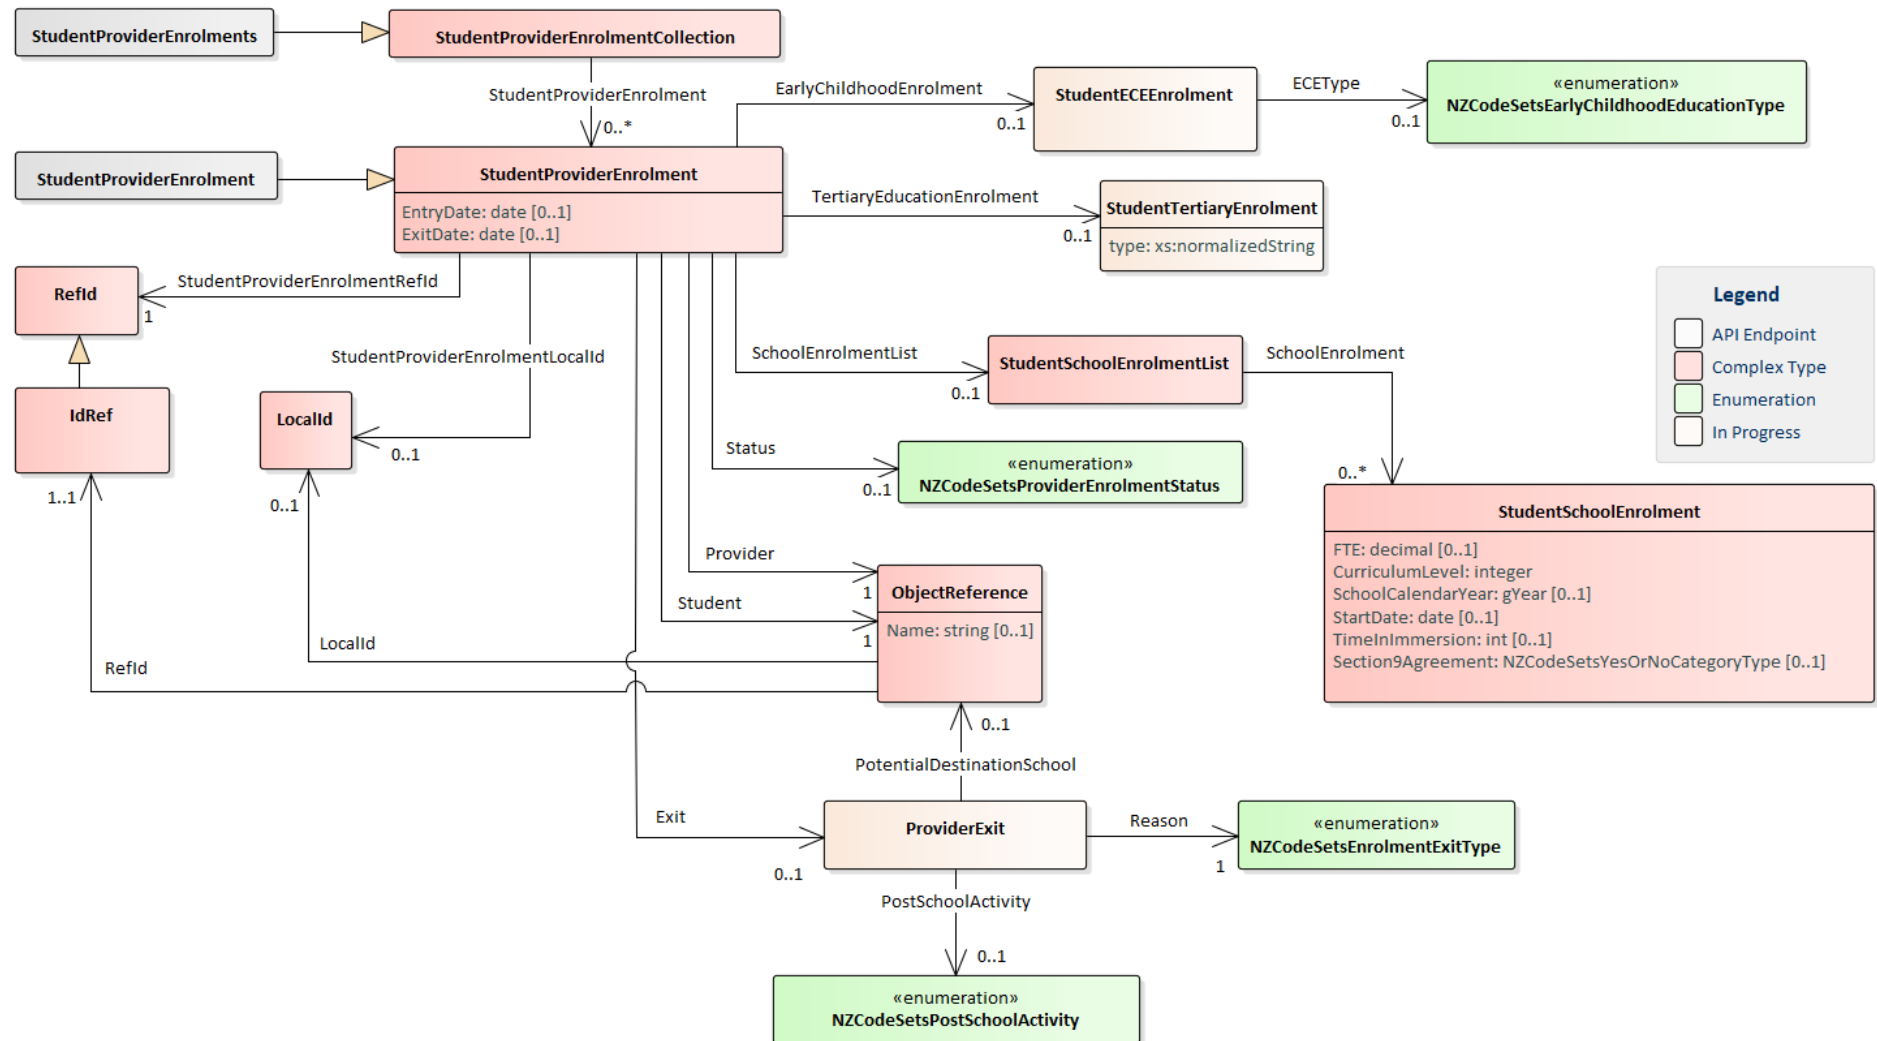 StudentProviderEnrolments
StudentProviderEnrolmentCollection
StudentProviderEnrolment
0..*
EarlyChildhoodEnrolment
0..1
StudentECEEnrolment
ECEType
0..1
«enumeration»
NZCodeSetsEarlyChildhoodEducationType
StudentProviderEnrolment
StudentProviderEnrolment
EntryDate: date [0..1]
ExitDate: date [0..1]
TertiaryEducationEnrolment
0..1
StudentTertiaryEnrolment
type: xs:normalizedString
RefId
StudentProviderEnrolmentRefId
1
StudentProviderEnrolmentLocalId
0..1
IdRef
1..1
LocalId
0..1
SchoolEnrolmentList
0..1
StudentSchoolEnrolmentList
SchoolEnrolment
0..*
Legend
API Endpoint
Complex Type
Enumeration
In Progress
Status
0..1
«enumeration»
NZCodeSetsProviderEnrolmentStatus
StudentSchoolEnrolment
FTE: decimal [0..1]
CurriculumLevel: integer
SchoolCalendarYear: gYear [0..1]
StartDate: date [0..1]
TimeInImmersion: int [0..1]
Section9Agreement: NZCodeSetsYesOrNoCategoryType [0..1]
Provider
1
Student
1
ObjectReference
Name: string [0..1]
LocalId
RefId
0..1
PotentialDestinationSchool
Exit
0..1
ProviderExit
Reason
1
«enumeration»
NZCodeSetsEnrolmentExitType
PostSchoolActivity
0..1
«enumeration»
NZCodeSetsPostSchoolActivity